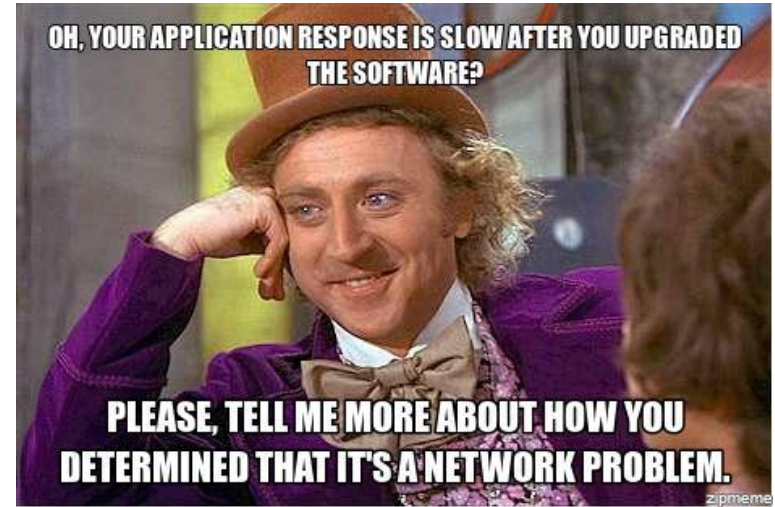 OH, YOUR APPLICATION RESPONSE IS SLOW AFTER YOU UPGRADED
THE SOFTWARE?
PLEASE, TELL ME MORE ABOUT HOW YOU
DETERMINED THAT IT'S A NETWORK PROBLEM.
zipmeme